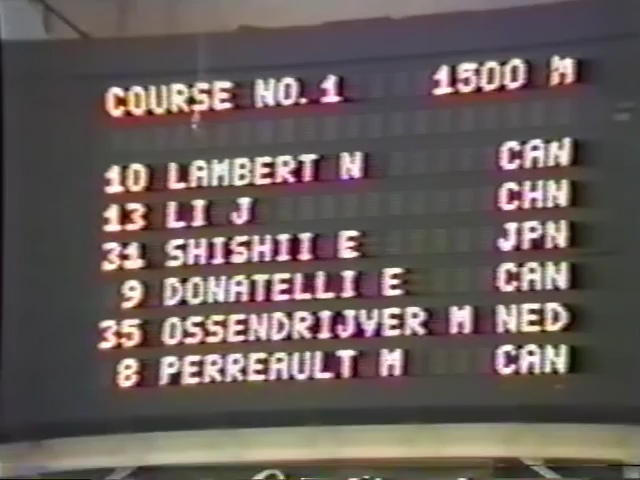 COURSE NO. 1 1500 M
10 LAMBERT N CAN
13 LI J CHN
31 SHISHII E JPN
9 DONATELLI E CAN
35 OSSENDRIJVER M NED
8 PERREAULT M CAN